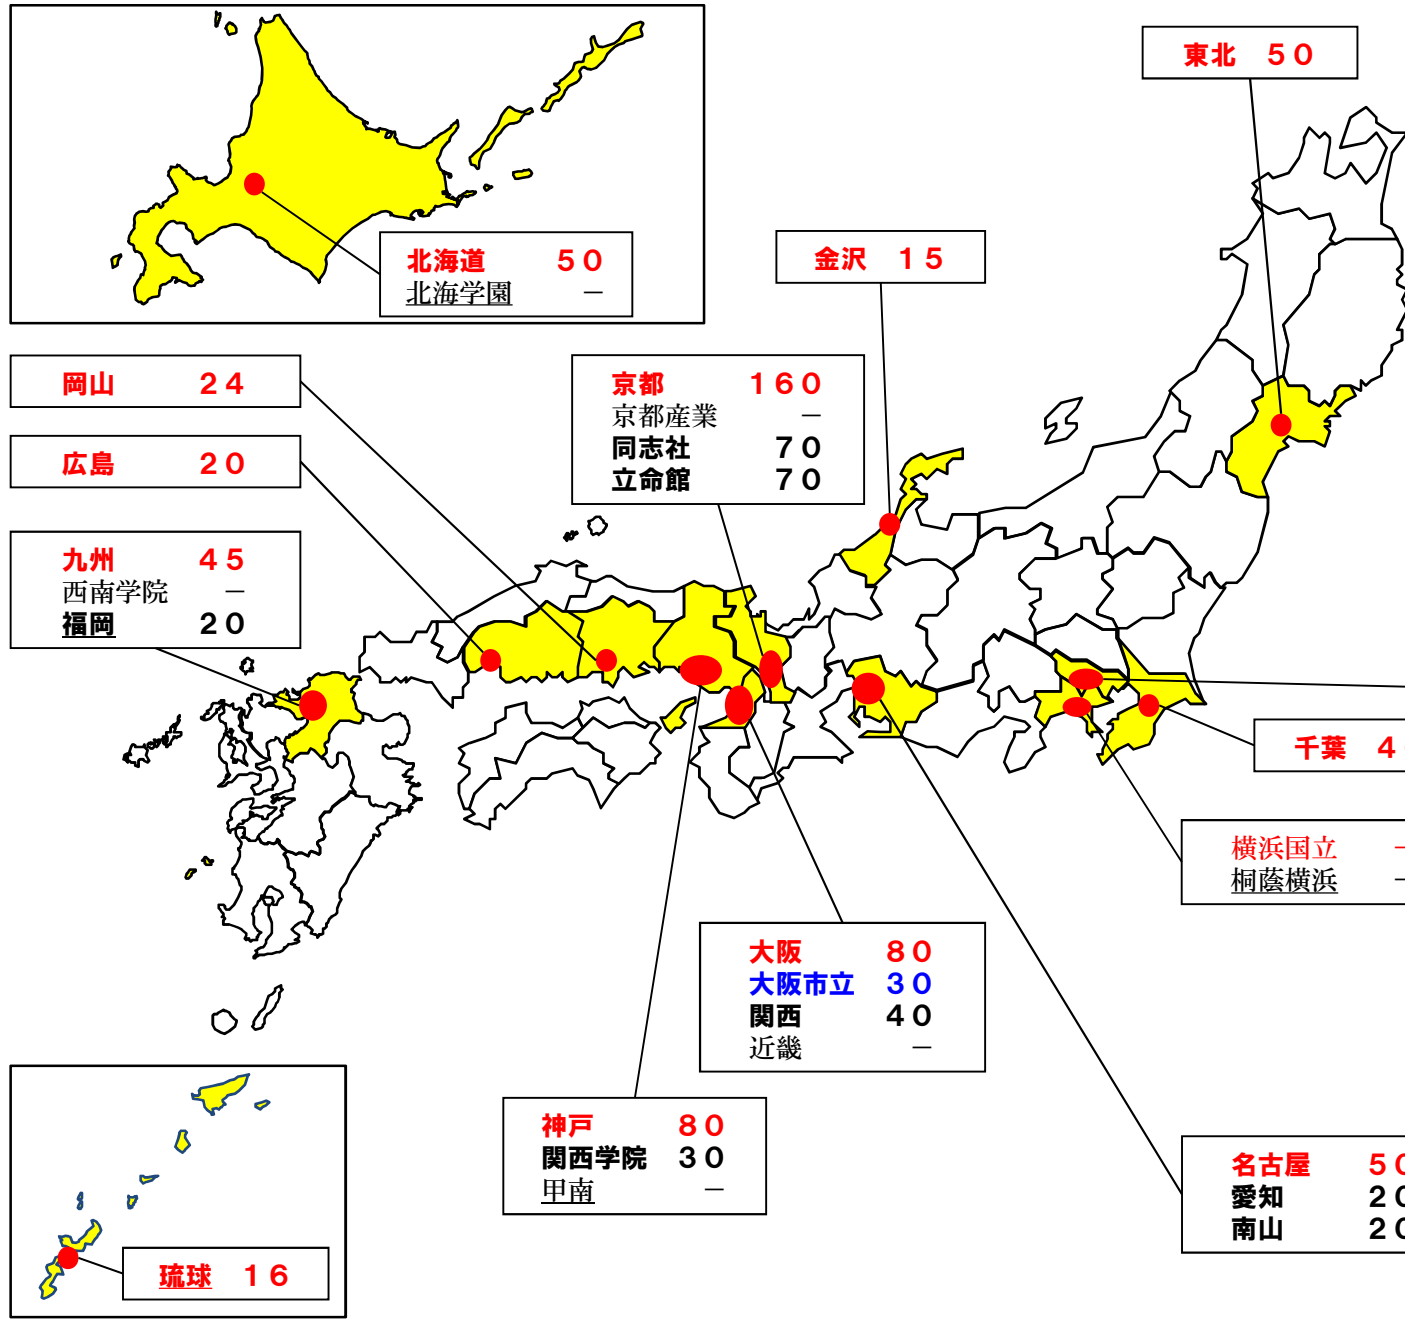 東北 50
北海道 50
北海学園 −
金沢 15
岡山 24
広島 20
九州 45
西南学院 −
福岡 20
京都 160
京都産業 −
同志社 70
立命館 70
千葉 4
横浜国立 −
桐蔭横浜 −
大阪 80
大阪市立 30
関西 40
近畿 −
神戸 80
関西学院 30
甲南 −
名古屋 50
愛知 20
南山 20
琉球 16